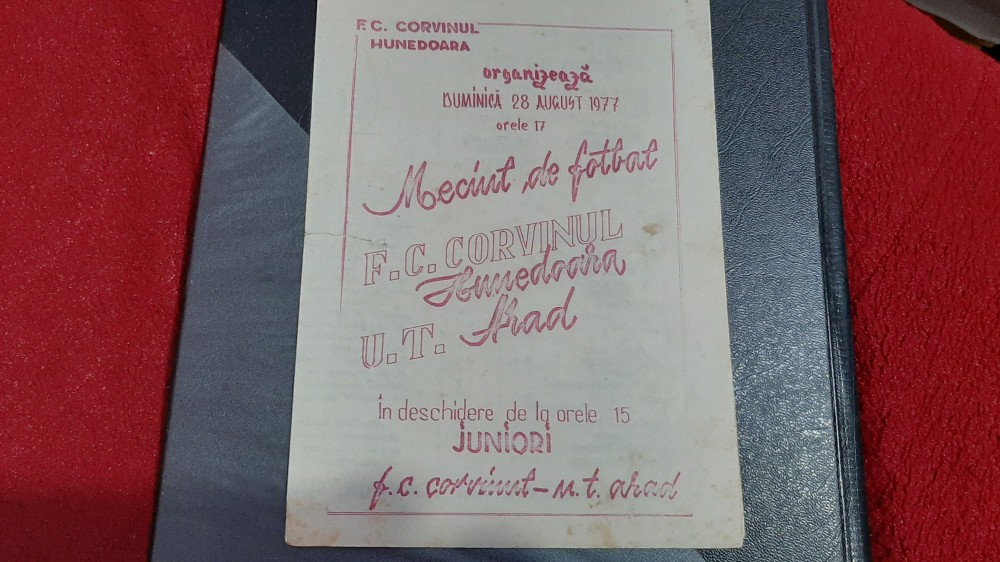 F.C. CORVINUL
HUNEDOARA
organizează
DUMINICĂ 28 AUGUST 1977
orele 17
Meciul de fotbal
F.C. CORVINUL
Hunedoara
U.T. Arad
În deschidere de la orele 15
JUNIORI
f.c. corvinul - u.t. arad